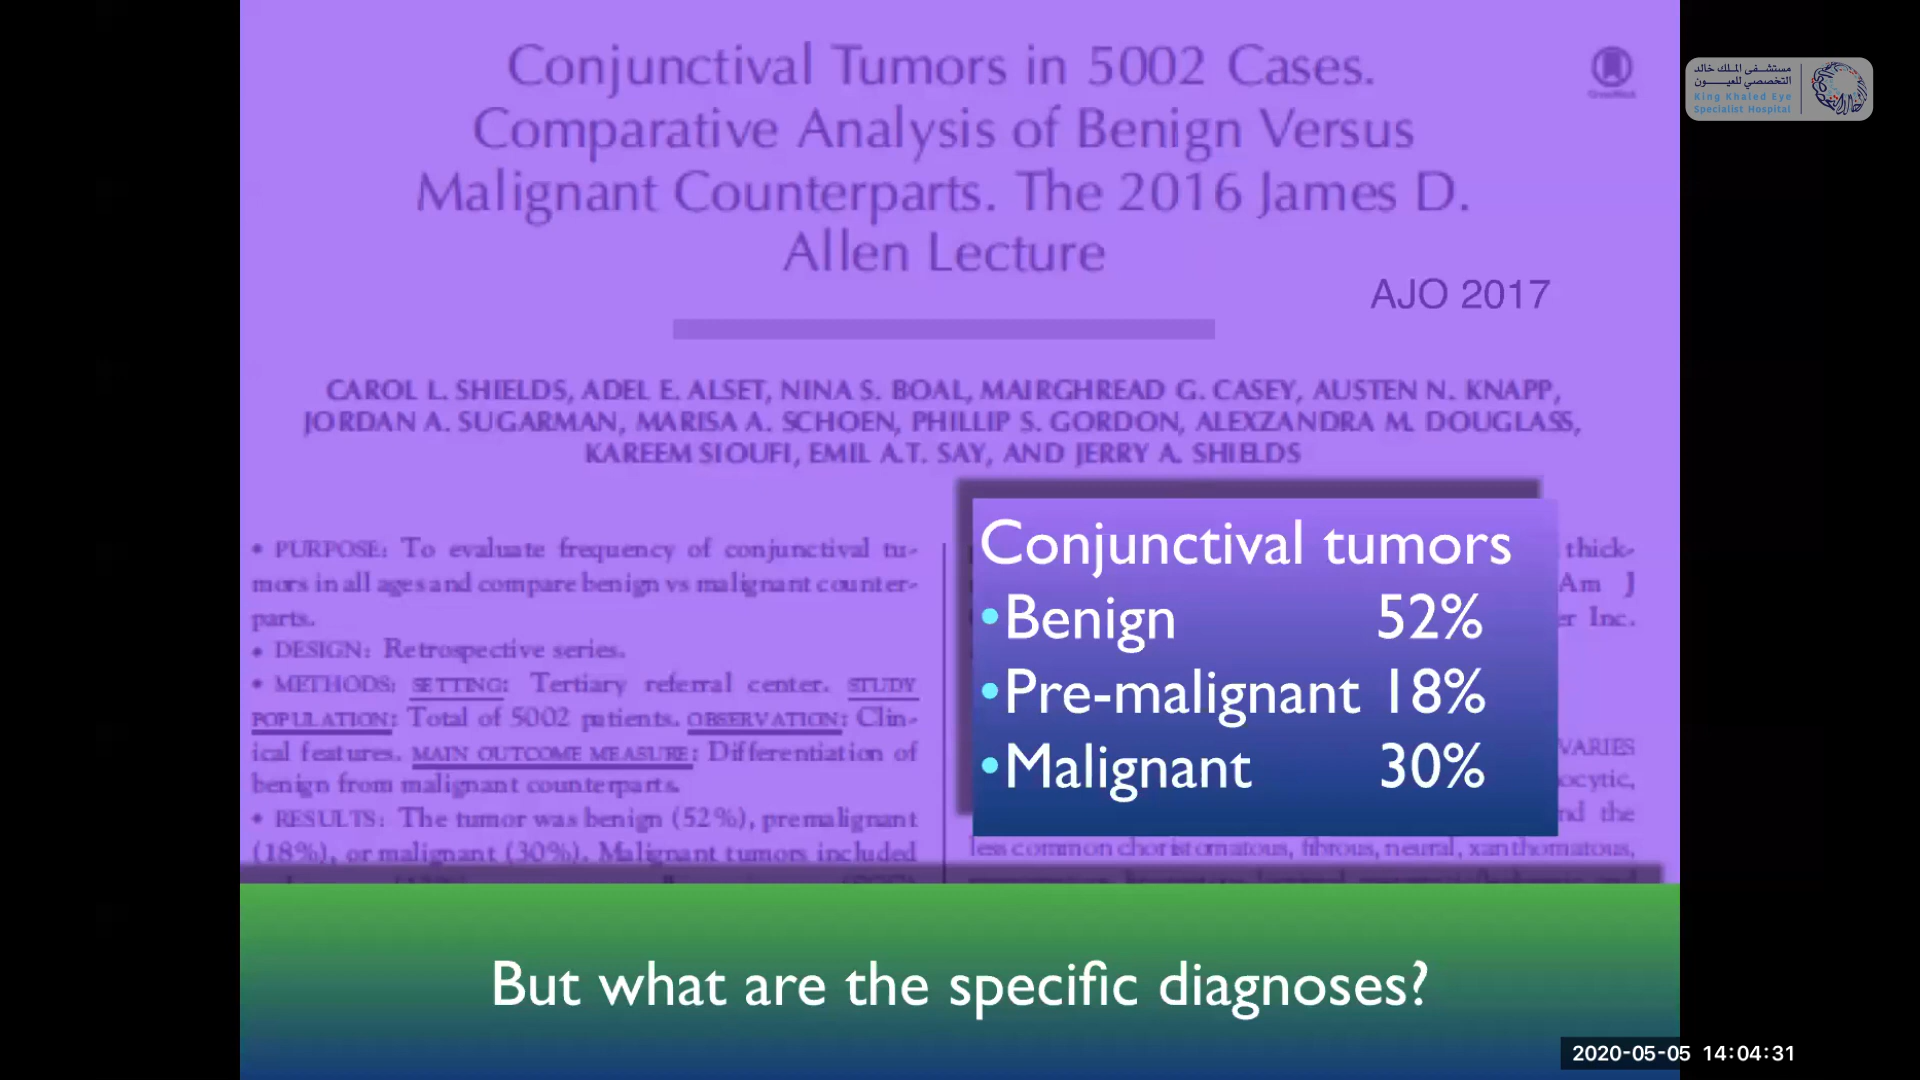 Conjunctival Tumors in 5002 Cases.
Comparative Analysis of Benign Versus
Malignant Counterparts. The 2016 James D.
Allen Lecture
AJO 2017
مستشفى الملك خالد
التخصصي للعيون
King Khaled Eye
Specialist Hospital
CAROL L. SHIELDS, ADEL E. ALSET, NINA S. BOAL, MAIRGHREAD G. CASEY, AUSTEN N. KNAPP,
JORDAN A. SUGARMAN, MARISA A. SCHOEN, PHILLIP S. GORDON, ALEXZANDRA M. DOUGLASS,
KAREEM SIOUFI, EMIL A.T. SAY, AND JERRY A. SHIELDS
• PURPOSE: To evaluate frequency of conjunctival tu-
mors in all ages and compare benign vs malignant counter-
parts.
• DESIGN: Retrospective series.
• METHODS: SETTING: Tertiary referral center. STUDY
POPULATION: Total of 5002 patients. OBSERVATION: Clin-
ical features. MAIN OUTCOME MEASURE: Differentiation of
benign from malignant counterparts.
• RESULTS: The tumor was benign (52%), premalignant
(18%), or malignant (30%). Malignant tumors included
thick-
Am J
er Inc.
VARIES
ocytic,
nd the
less common choristomatous, fibrous, neural, xanthomatous,
Conjunctival tumors
• Benign 52%
• Pre-malignant 18%
• Malignant 30%
But what are the specific diagnoses?
2020-05-05 14:04:31